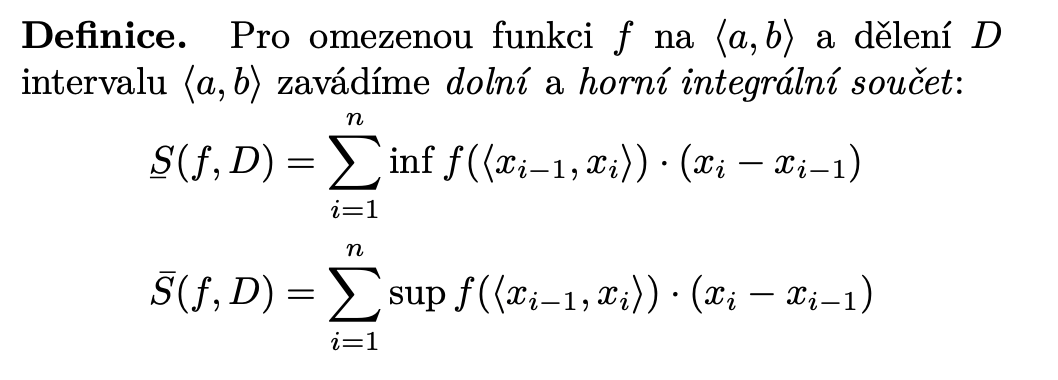 Definice. Pro omezenou funkci f na ⟨a, b⟩ a dělení D
intervalu ⟨a, b⟩ zavádíme dolní a horní integrální součet:
S̲(f, D) = ∑_{i=1}^{n} inf f(⟨x_{i−1}, x_i⟩) · (x_i − x_{i−1})
S̄(f, D) = ∑_{i=1}^{n} sup f(⟨x_{i−1}, x_i⟩) · (x_i − x_{i−1})